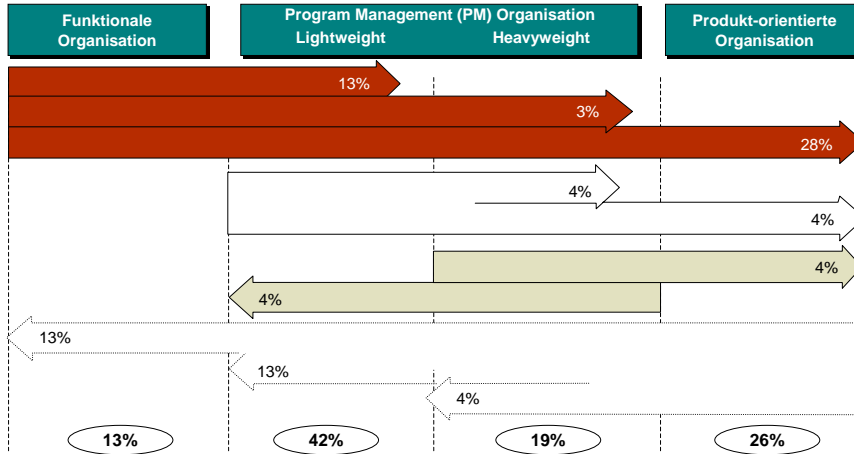 Funktionale
Organisation
Program Management (PM) Organisation
Lightweight Heavyweight
Produkt-orientierte
Organisation
13%
3%
28%
4%
4%
4%
4%
13%
13%
4%
13% 42% 19% 26%